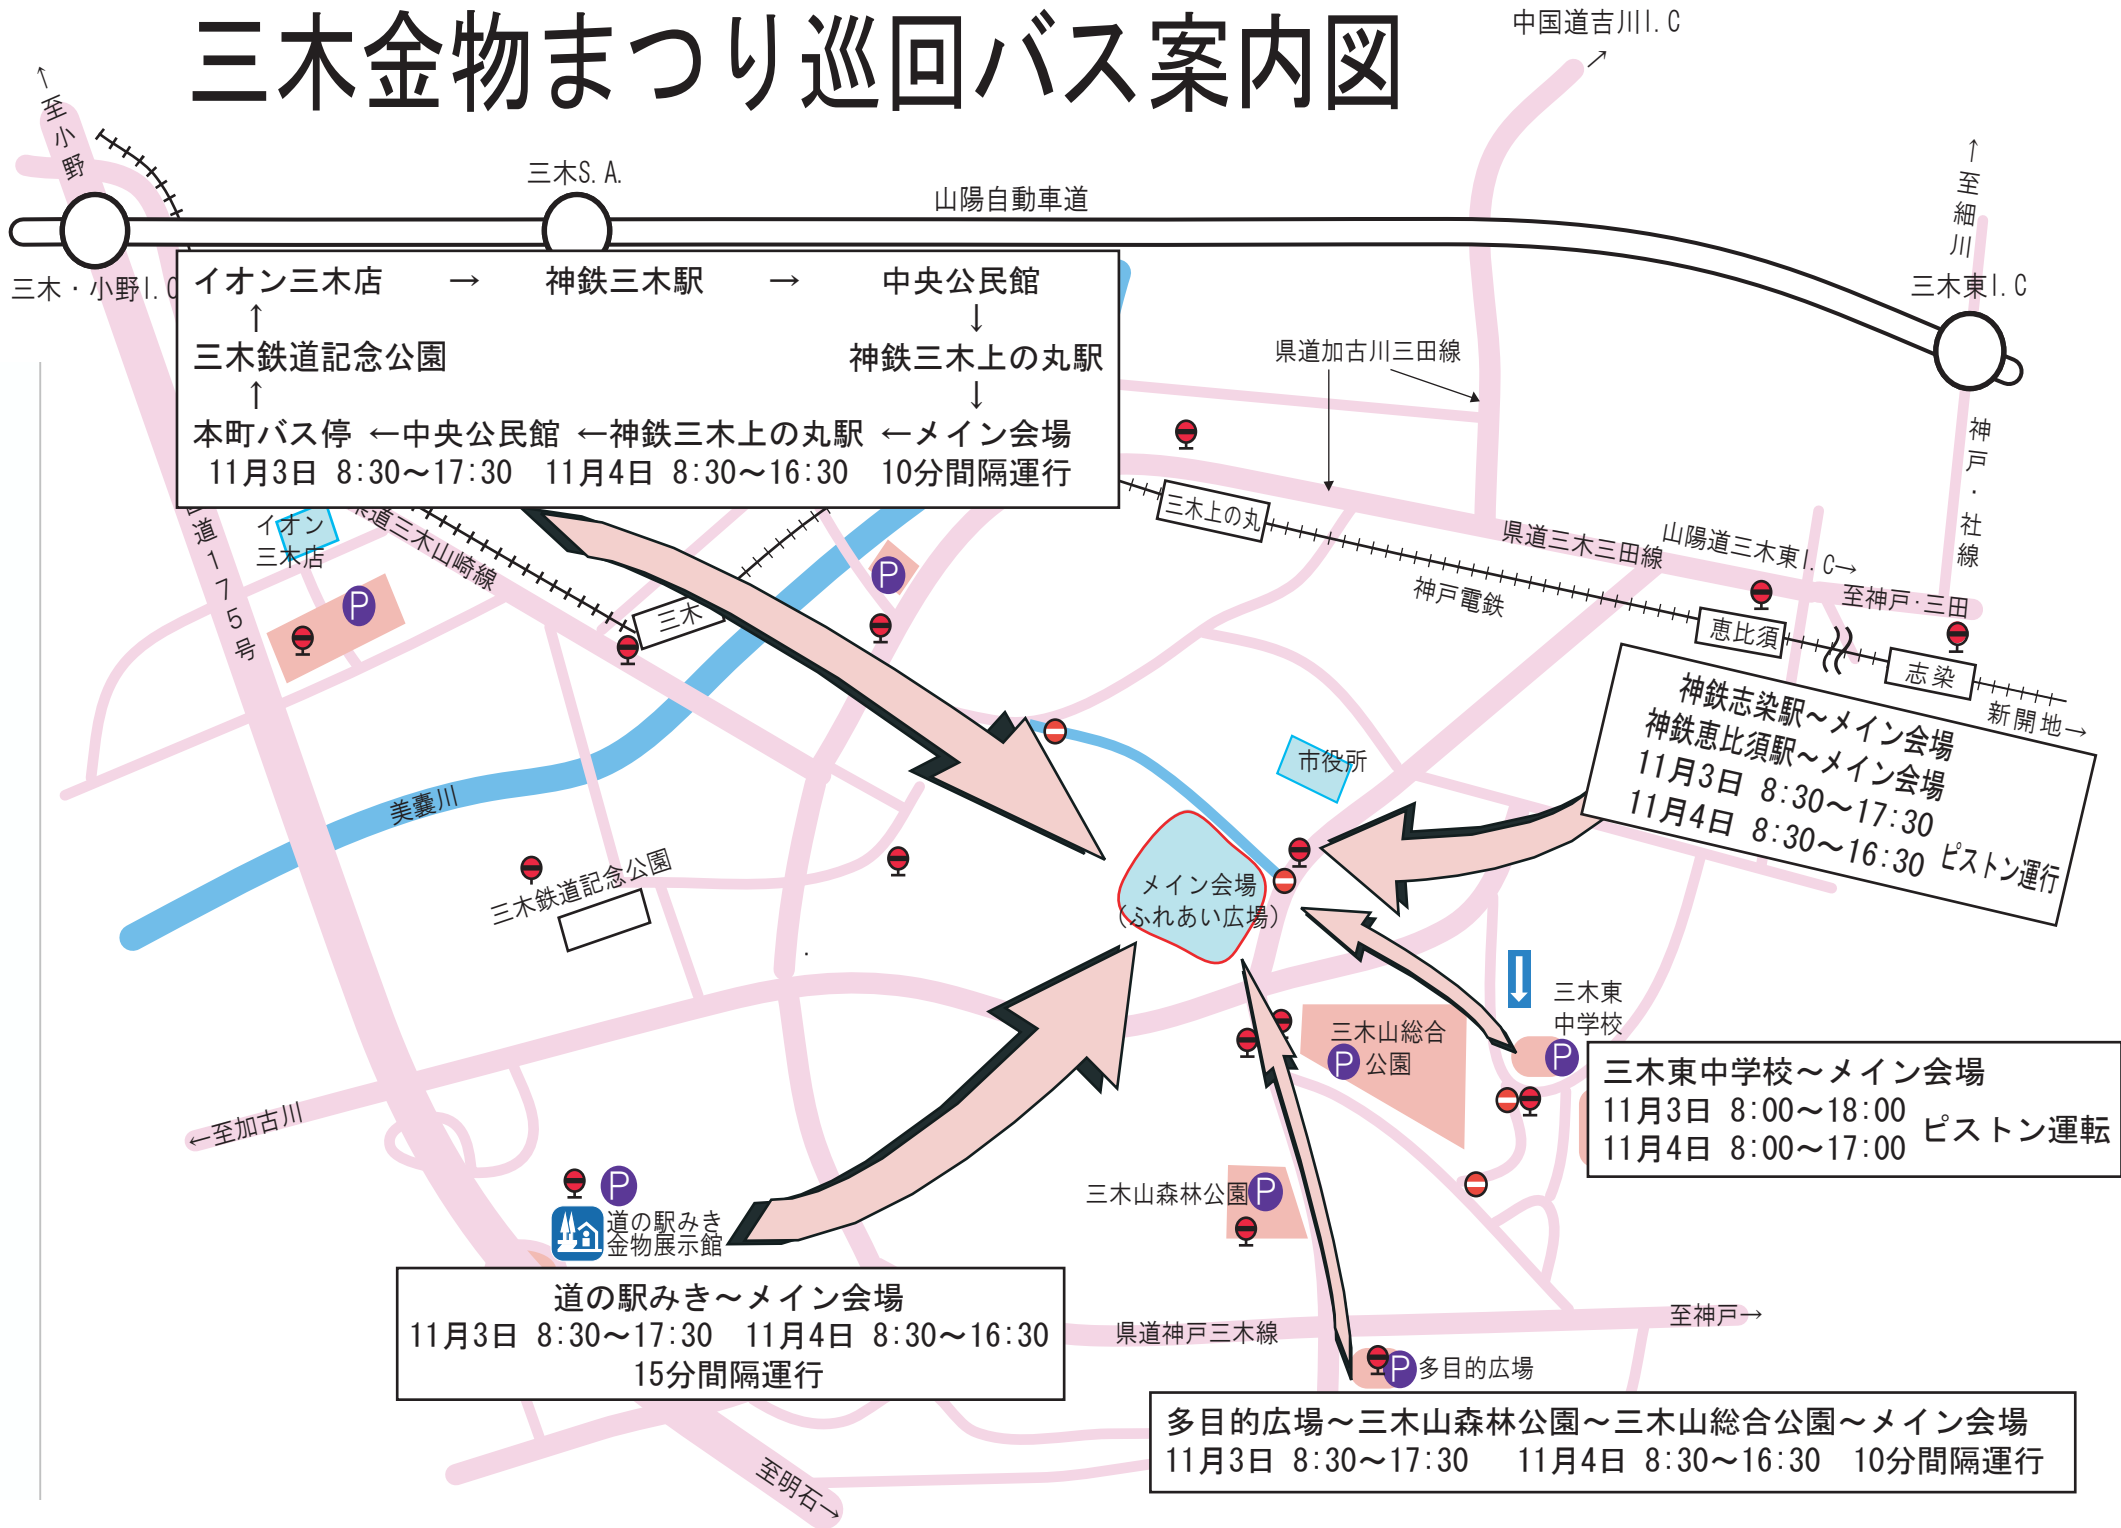 三木金物まつり巡回バス案内図
中国道吉川I.C
↑至小野
三木S.A.
山陽自動車道
↑至細川
三木・小野I.C
三木東I.C
イオン三木店 → 神鉄三木駅 → 中央公民館
↑ ↓
三木鉄道記念公園 神鉄三木上の丸駅
↑ ↓
本町バス停 ←中央公民館 ←神鉄三木上の丸駅 ←メイン会場
11月3日 8:30〜17:30 11月4日 8:30〜16:30 10分間隔運行
県道加古川三田線
神戸・社線
三木上の丸
県道三木三田線
山陽道三木東I.C→
至神戸・三田
神戸電鉄
恵比須
志染
新開地→
道175号
イオン
三木店
P
県道三木山崎線
三木
P
神鉄志染駅〜メイン会場
神鉄恵比須駅〜メイン会場
11月3日 8:30〜17:30
11月4日 8:30〜16:30 ピストン運行
市役所
美嚢川
三木鉄道記念公園
メイン会場
(ふれあい広場)
三木東
中学校
P
三木山総合
P 公園
三木東中学校〜メイン会場
11月3日 8:00〜18:00
11月4日 8:00〜17:00 ピストン運転
←至加古川
P
道の駅みき
金物展示館
三木山森林公園 P
道の駅みき〜メイン会場
11月3日 8:30〜17:30 11月4日 8:30〜16:30
15分間隔運行
県道神戸三木線
至神戸→
P 多目的広場
多目的広場〜三木山森林公園〜三木山総合公園〜メイン会場
11月3日 8:30〜17:30 11月4日 8:30〜16:30 10分間隔運行
至明石→